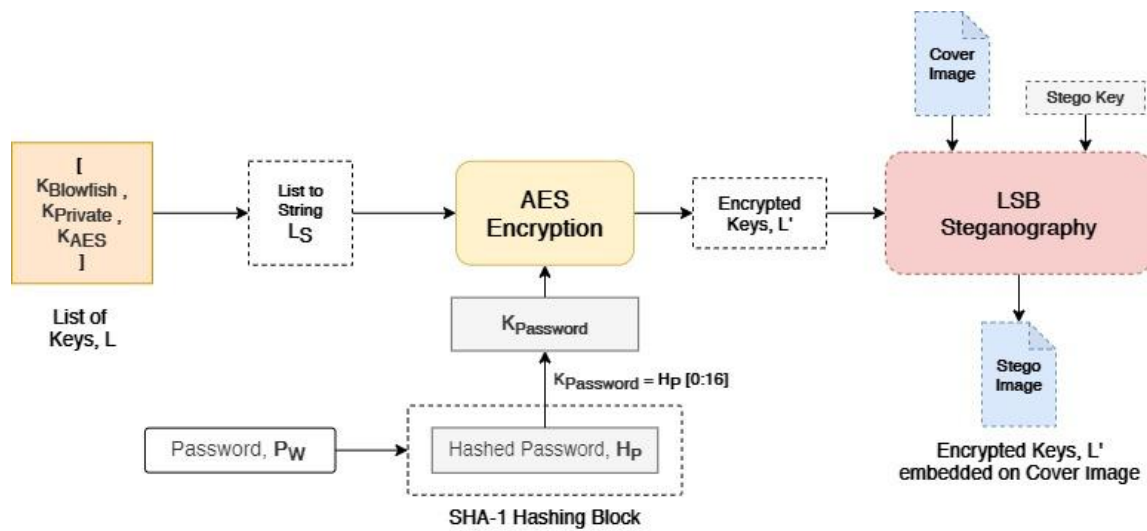 [
KBlowfish ,
KPrivate ,
KAES
]
List of
Keys, L
List to
String
LS
AES
Encryption
Encrypted
Keys, L'
Cover
Image
Stego Key
LSB
Steganography
KPassword
KPassword = HP [0:16]
Password, PW
Hashed Password, HP
SHA-1 Hashing Block
Stego
Image
Encrypted Keys, L'
embedded on Cover Image